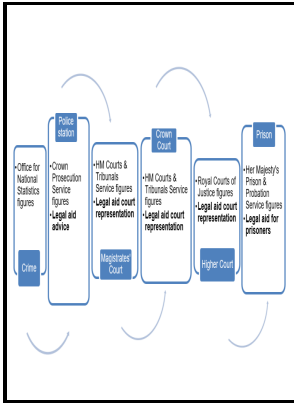 •Office for
National
Statistics
figures
Crime
Police
station
•Crown
Prosecution
Service
figures
•Legal aid
advice
•HM Courts &
Tribunals
Service figures
•Legal aid court
representation
Magistrates'
Court
Crown
Court
•HM Courts &
Tribunals Service
figures
•Legal aid court
representation
•Royal Courts of
Justice figures
•Legal aid court
representation
Higher Court
Prison
•Her Majesty's
Prison &
Probation
Service figures
•Legal aid for
prisoners